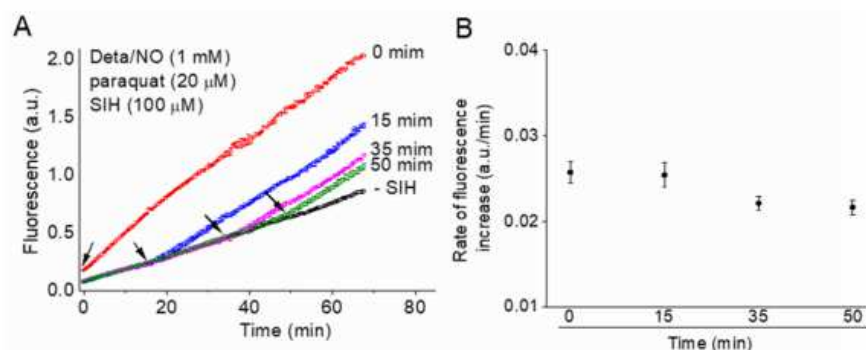 A
Deta/NO (1 mM)
paraquat (20 μM)
SIH (100 μM)
0 mim
15 mim
35 mim
50 mim
- SIH
2.0
1.5
1.0
0.5
0.0
Fluorescence (a.u.)
0 20 40 60 80
Time (min)
B
0.04
0.03
0.02
0.01
Rate of fluorescence
increase (a.u./min)
0 15 35 50
Time (min)